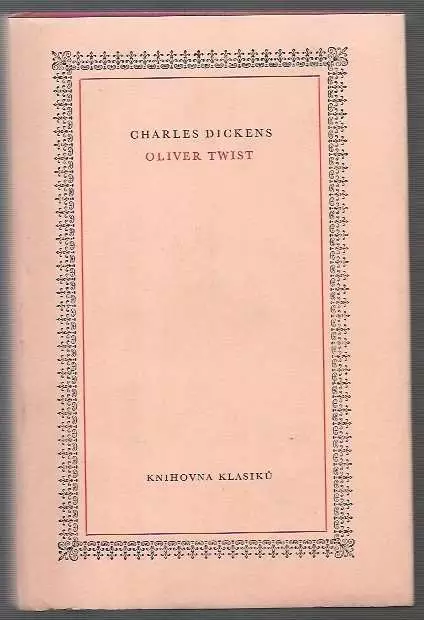 CHARLES DICKENS
OLIVER TWIST
KNIHOVNA KLASIKŮ